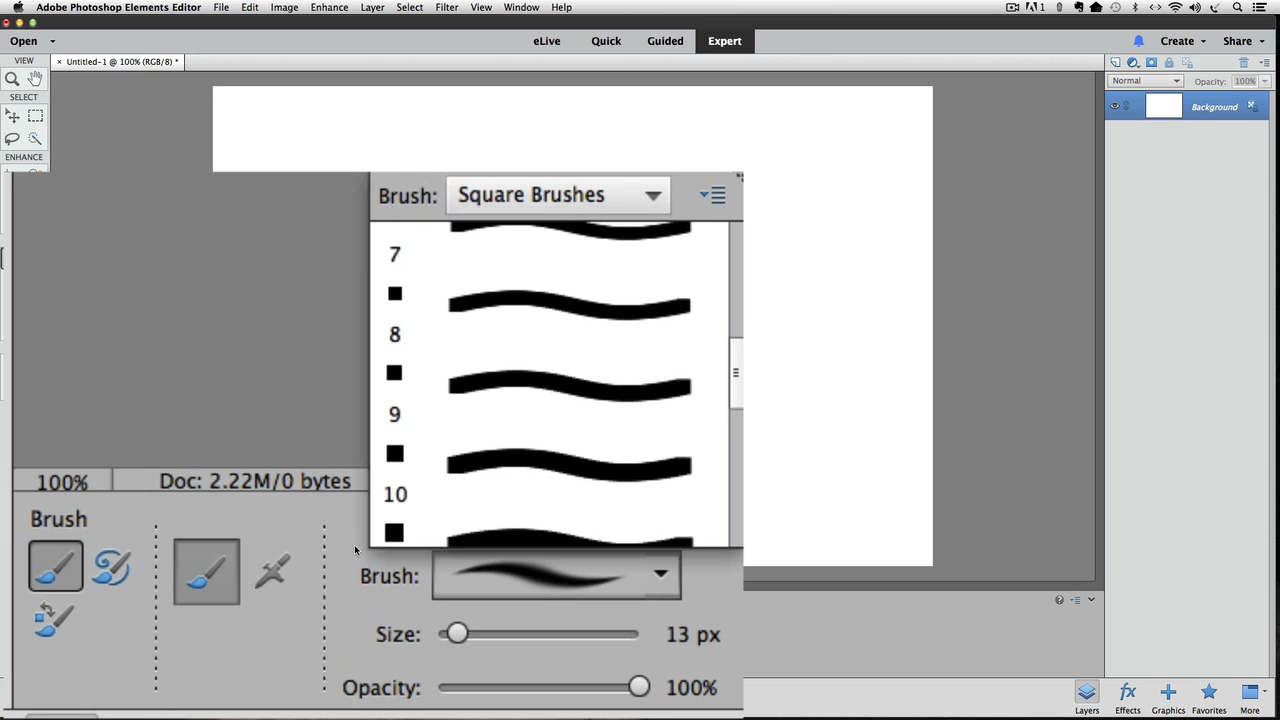 Adobe Photoshop Elements Editor File Edit Image Enhance Layer Select Filter View Window Help 1
Open eLive Quick Guided Expert Create Share
VIEW × Untitled-1 @ 100% (RGB/8) *
Normal Opacity: 100%
SELECT
Background
ENHANCE
Brush: Square Brushes
7
8
9
10
100% Doc: 2.22M/0 bytes
Brush
Brush:
Size: 13 px
Opacity: 100%
Layers Effects Graphics Favorites More